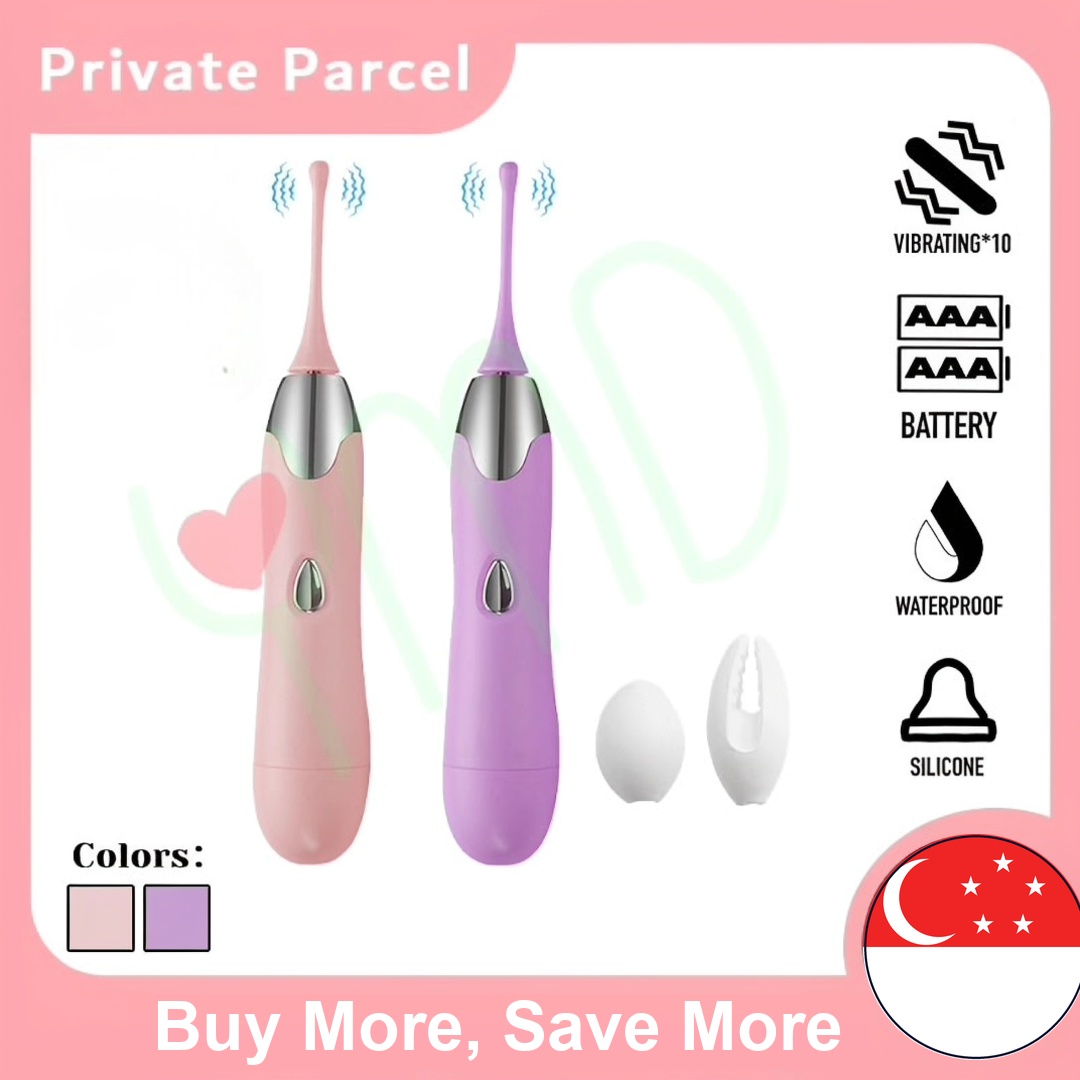 Private Parcel
VIBRATING*10
AAA
AAA
BATTERY
WATERPROOF
SILICONE
Colors:
Buy More, Save More